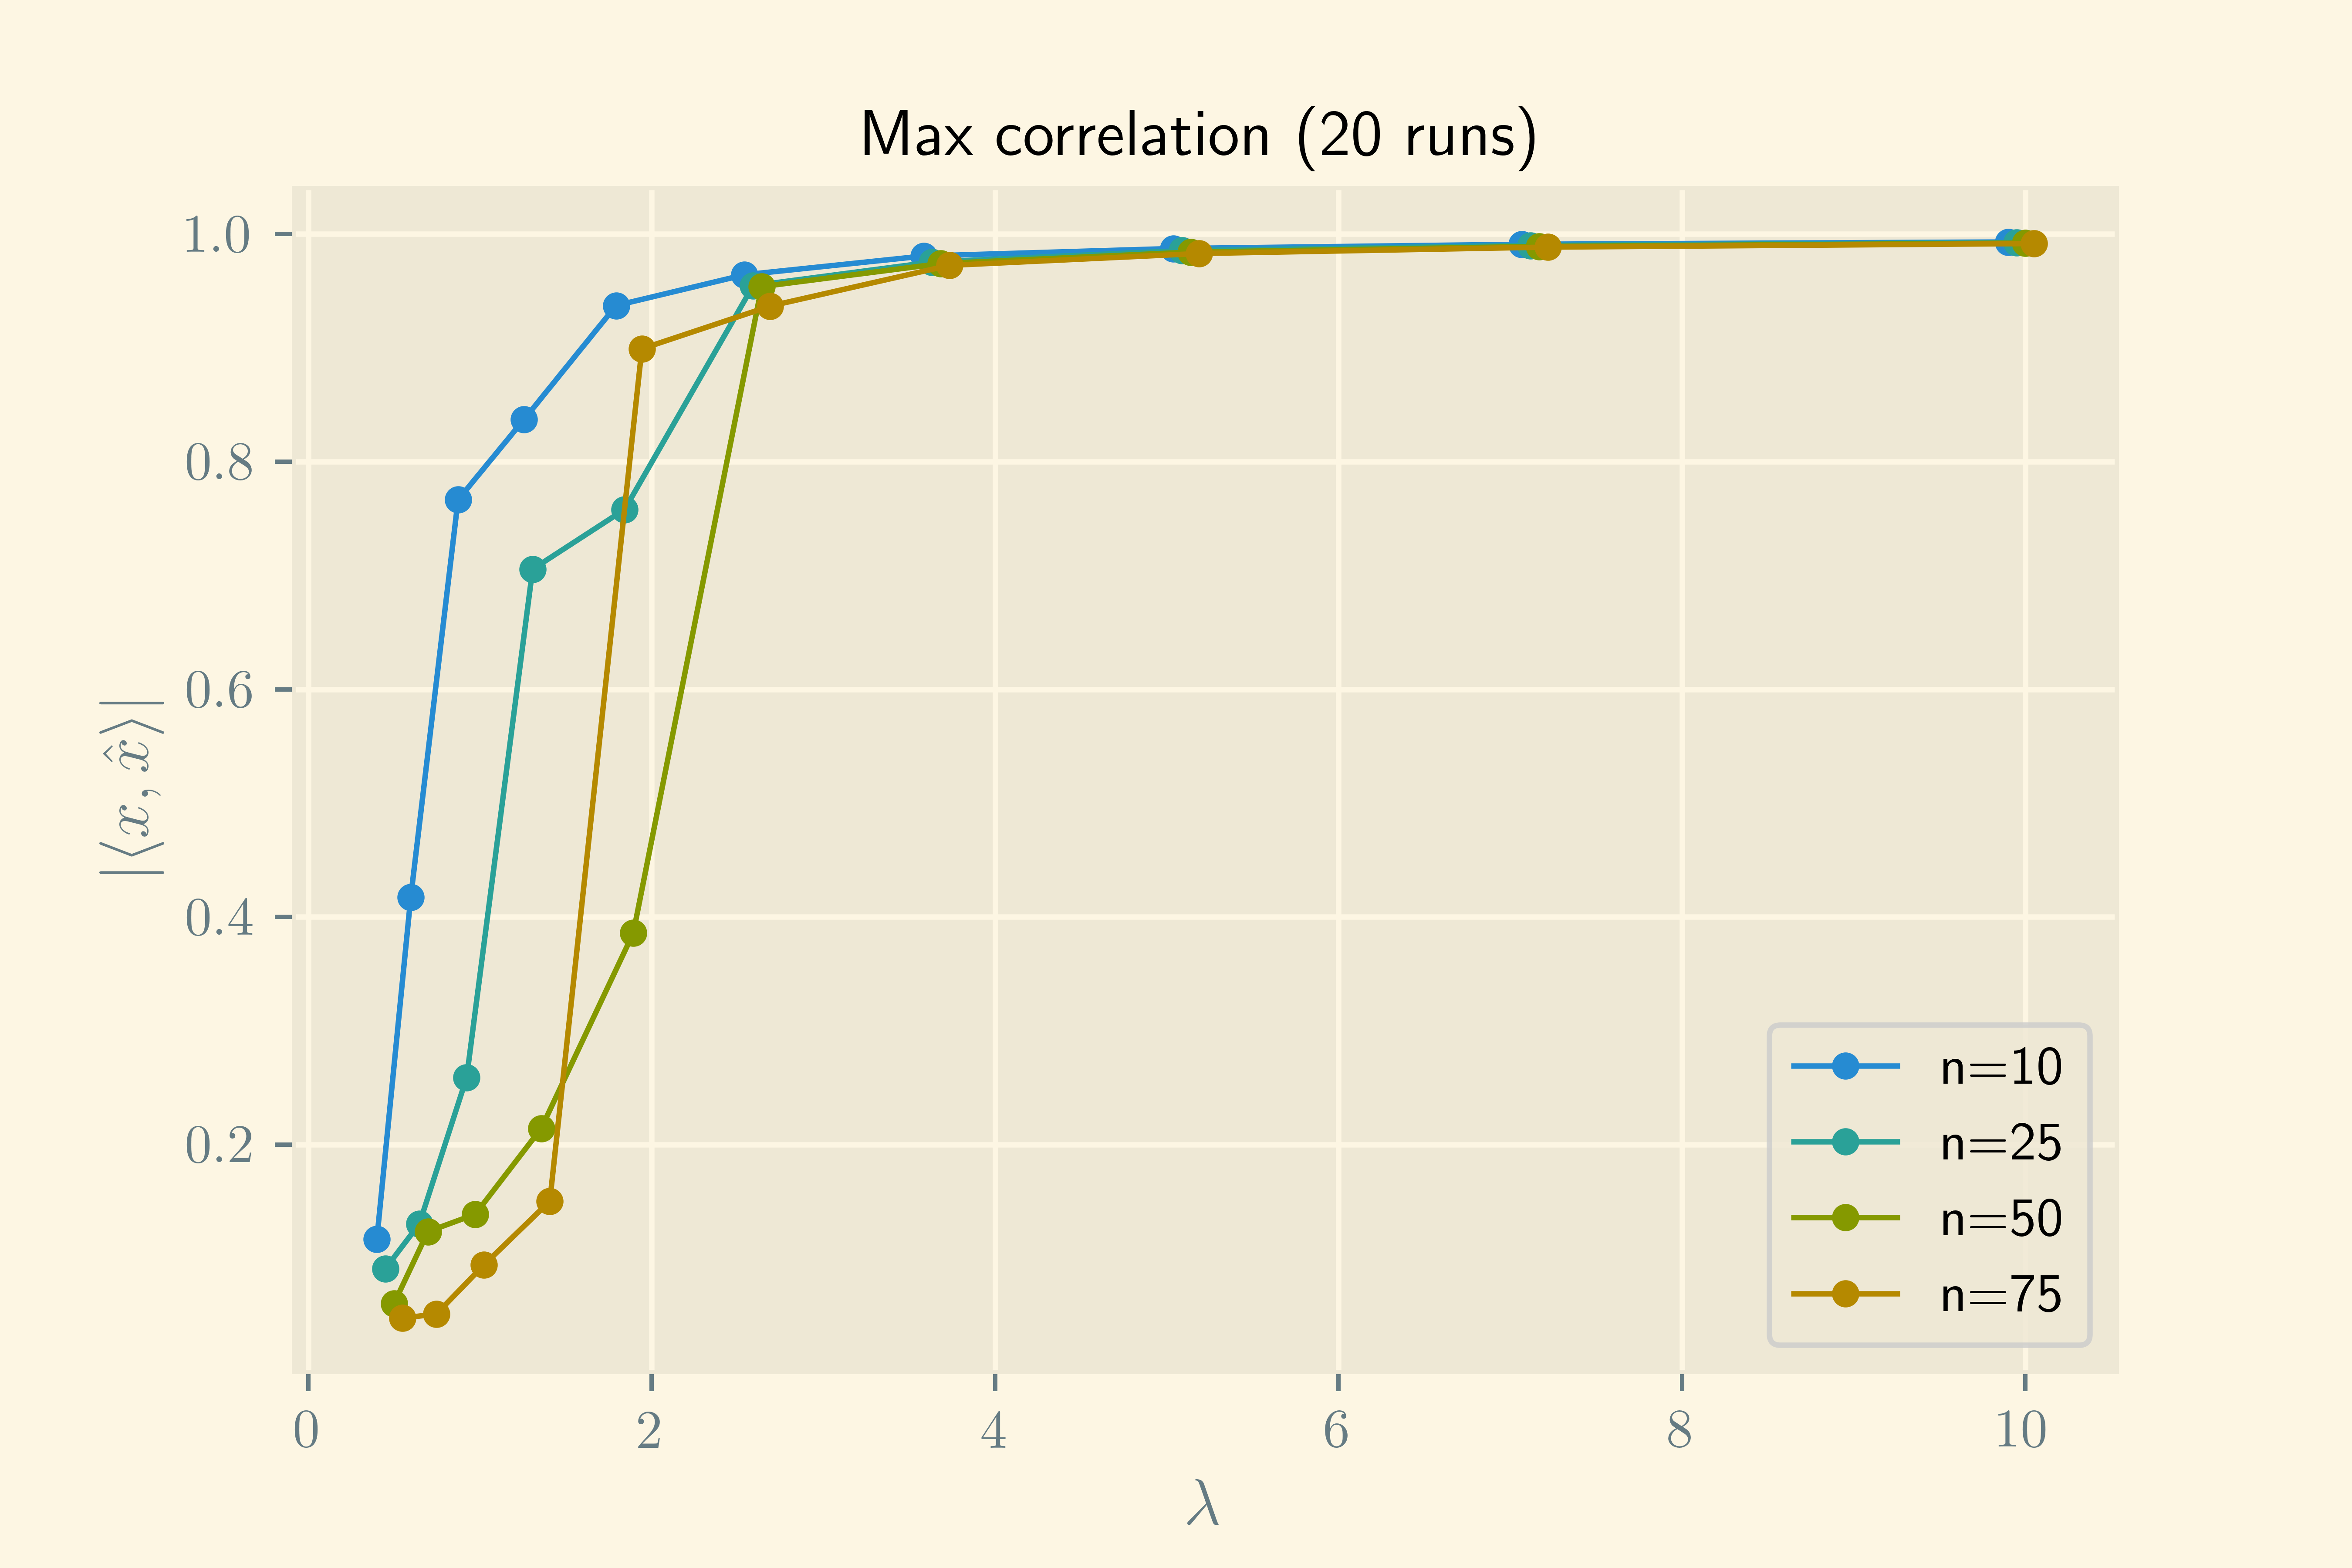 Max correlation (20 runs)
1.0
0.8
0.6
0.4
0.2
|⟨x, x̂⟩|
0 2 4 6 8 10
λ
n=10
n=25
n=50
n=75